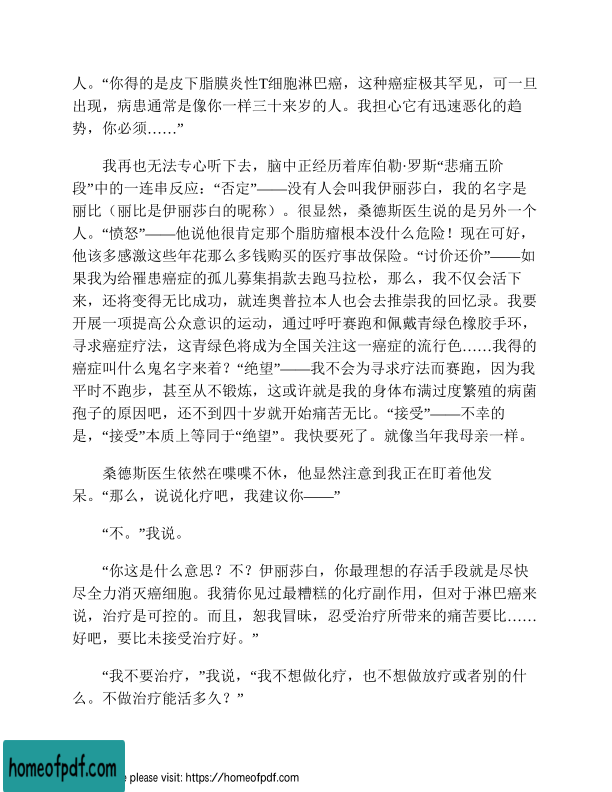 人。“你得的是皮下脂膜炎性T细胞淋巴癌，这种癌症极其罕见，可一旦
出现，病患通常是像你一样三十来岁的人。我担心它有迅速恶化的趋
势，你必须……”
我再也无法专心听下去，脑中正经历着库伯勒·罗斯“悲痛五阶
段”中的一连串反应：“否定”——没有人会叫我伊丽莎白，我的名字是
丽比（丽比是伊丽莎白的昵称）。很显然，桑德斯医生说的是另外一个
人。“愤怒”——他说他很肯定那个脂肪瘤根本没什么危险！现在可好，
他该多感激这些年花那么多钱购买的医疗事故保险。“讨价还价”——如
果我为给罹患癌症的孤儿募集捐款去跑马拉松，那么，我不仅会活下
来，还将变得无比成功，就连奥普拉本人也会去推崇我的回忆录。我要
开展一项提高公众意识的运动，通过呼吁赛跑和佩戴青绿色橡胶手环，
寻求癌症疗法，这青绿色将成为全国关注这一癌症的流行色……我得的
癌症叫什么鬼名字来着？“绝望”——我不会为寻求疗法而赛跑，因为我
平时不跑步，甚至从不锻炼，这或许就是我的身体布满过度繁殖的病菌
孢子的原因吧，还不到四十岁就开始痛苦无比。“接受”——不幸的
是，“接受”本质上等同于“绝望”。我快要死了。就像当年我母亲一样。
桑德斯医生依然在喋喋不休，他显然注意到我正在盯着他发
呆。“那么，说说化疗吧，我建议你——”
“不。”我说。
“你这是什么意思？不？伊丽莎白，你最理想的存活手段就是尽快
尽全力消灭癌细胞。我猜你见过最糟糕的化疗副作用，但对于淋巴癌来
说，治疗是可控的。而且，恕我冒昧，忍受治疗所带来的痛苦要比……
好吧，要比未接受治疗好。”
“我不要治疗，”我说，“我不想做化疗，也不想做放疗或者别的什
么。不做治疗能活多久？”
homeofpdf.com
e please visit: https://homeofpdf.com